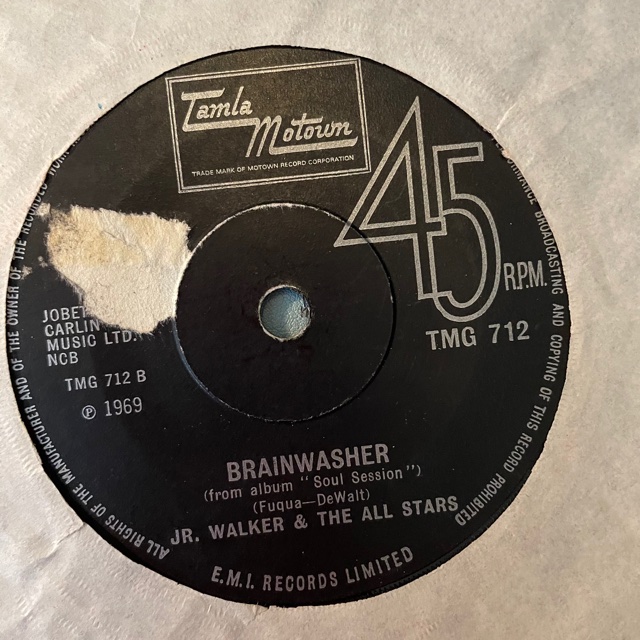 Tamla
Motown
TRADE MARK OF MOTOWN RECORD CORPORATION
45
R.P.M.
TMG 712
CARLIN
MUSIC LTD.
NCB
TMG 712 B
℗ 1969
BRAINWASHER
(from album "Soul Session")
(Fuqua—DeWalt)
JR. WALKER & THE ALL STARS
E.M.I. RECORDS LIMITED
ALL RIGHTS OF THE MANUFACTURER AND OF THE OWNER OF THE
BROADCASTING AND COPYING OF THIS RECORD PROHIBITED